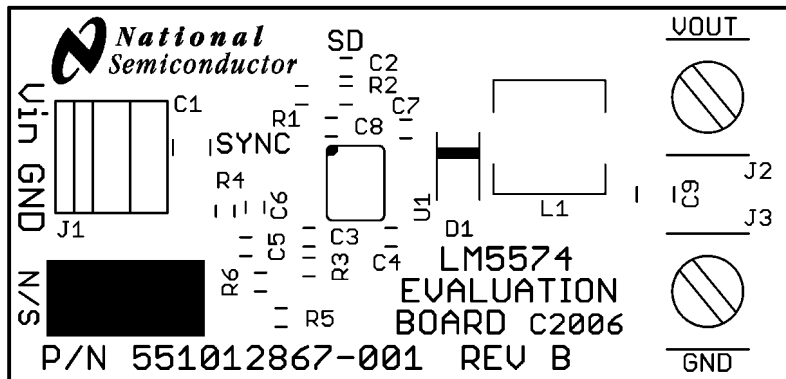 National
Semiconductor
SD
VOUT
C2
R2
C1
R1
C7
C8
Vin GND
SYNC
R4
C6
U1
L1
J2
C9
J3
J1
C5
C3
R3
C4
D1
R6
R5
N/S
LM5574
EVALUATION
BOARD C2006
P/N 551012867-001 REV B
GND